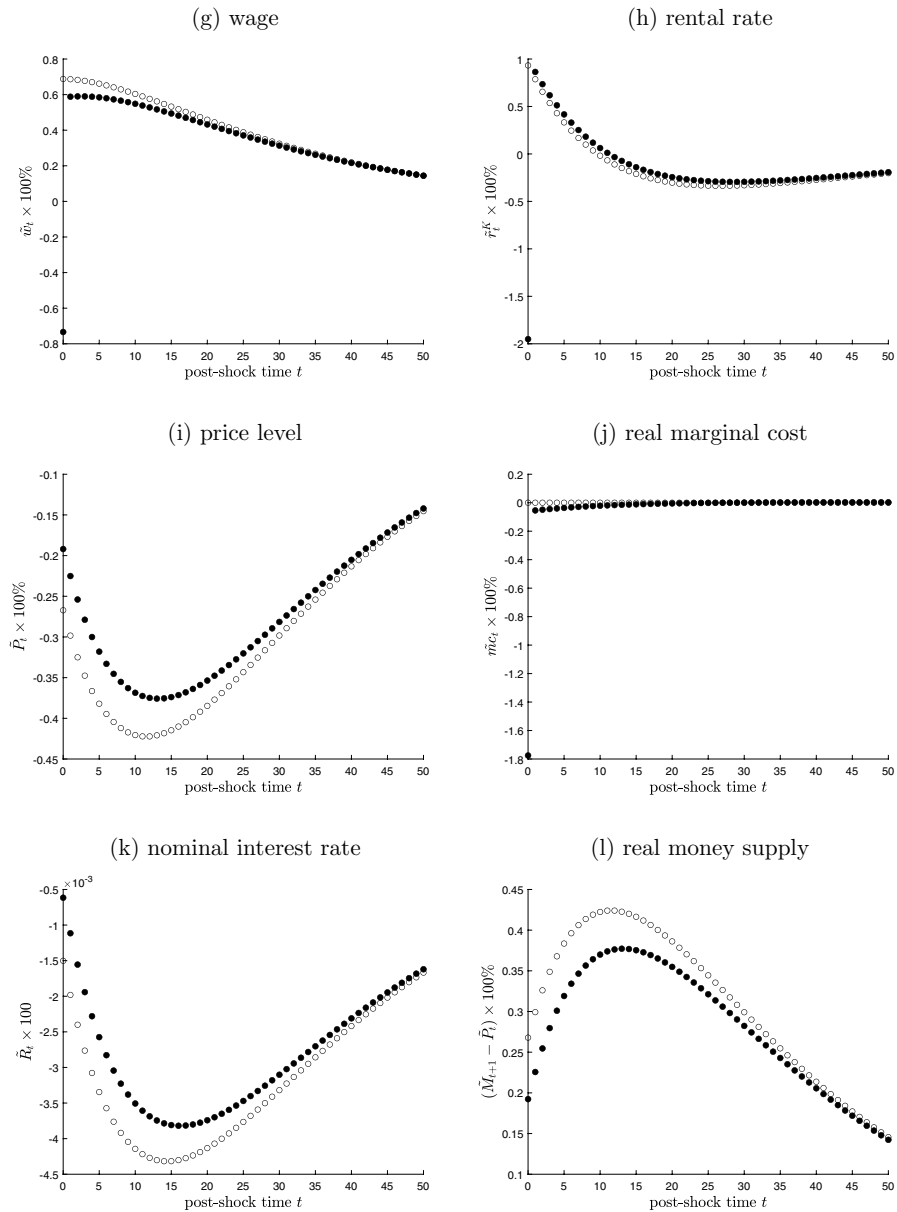 (g) wage
(h) rental rate
0.8
0.6
0.4
0.2
0
0.2
0.4
0.6
-0.8
w̃_t × 100%
0 5 10 15 20 25 30 35 40 45 50
post-shock time t
1
0.5
0
-0.5
-1
-1.5
-2
r̃_t^K × 100%
0 5 10 15 20 25 30 35 40 45 50
post-shock time t
(i) price level
(j) real marginal cost
-0.1
-0.15
-0.2
-0.25
-0.3
-0.35
-0.4
-0.45
P̃_t × 100%
0 5 10 15 20 25 30 35 40 45 50
post-shock time t
0.2
0
-0.2
-0.4
-0.6
-0.8
-1
-1.2
-1.4
-1.6
-1.8
m̃c_t × 100%
0 5 10 15 20 25 30 35 40 45 50
post-shock time t
(k) nominal interest rate
(l) real money supply
×10^-3
-0.5
-1
-1.5
-2
-2.5
-3
-3.5
-4
-4.5
R̃_t × 100
0 5 10 15 20 25 30 35 40 45 50
post-shock time t
0.45
0.4
0.35
0.3
0.25
0.2
0.15
0.1
(M̃_{t+1} − P̃_t) × 100%
0 5 10 15 20 25 30 35 40 45 50
post-shock time t